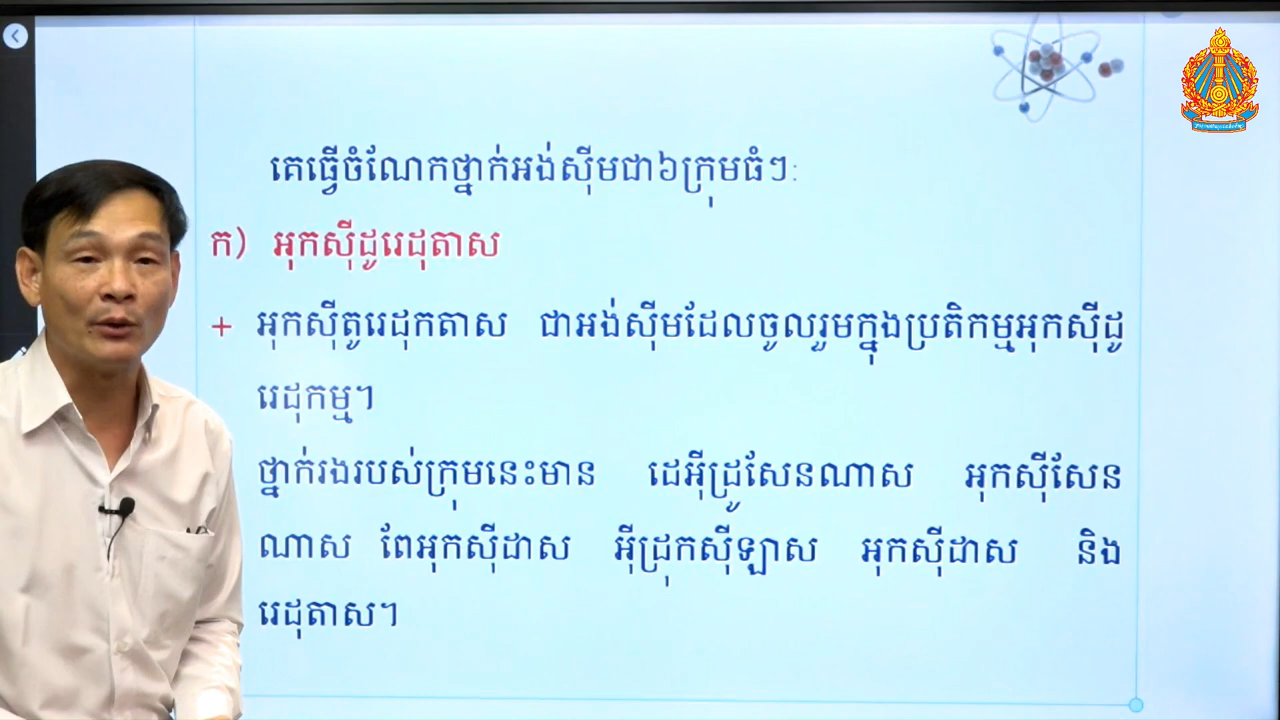 គេធ្វើចំណែកថ្នាក់អង់ស៊ីមជា៦ក្រុមធំៗ:
ក) អុកស៊ីដូរេដុតាស
+ អុកស៊ីតូរេដុកតាស ជាអង់ស៊ីមដែលចូលរួមក្នុងប្រតិកម្មអុកស៊ីដូ
រេដុកម្ម។
ថ្នាក់រងរបស់ក្រុមនេះមាន ដេអ៊ីដ្រូសែនណាស អុកស៊ីសែន
ណាស ពែអុកស៊ីដាស អ៊ីដ្រុកស៊ីឡាស អុកស៊ីដាស និង
រេដុតាស។